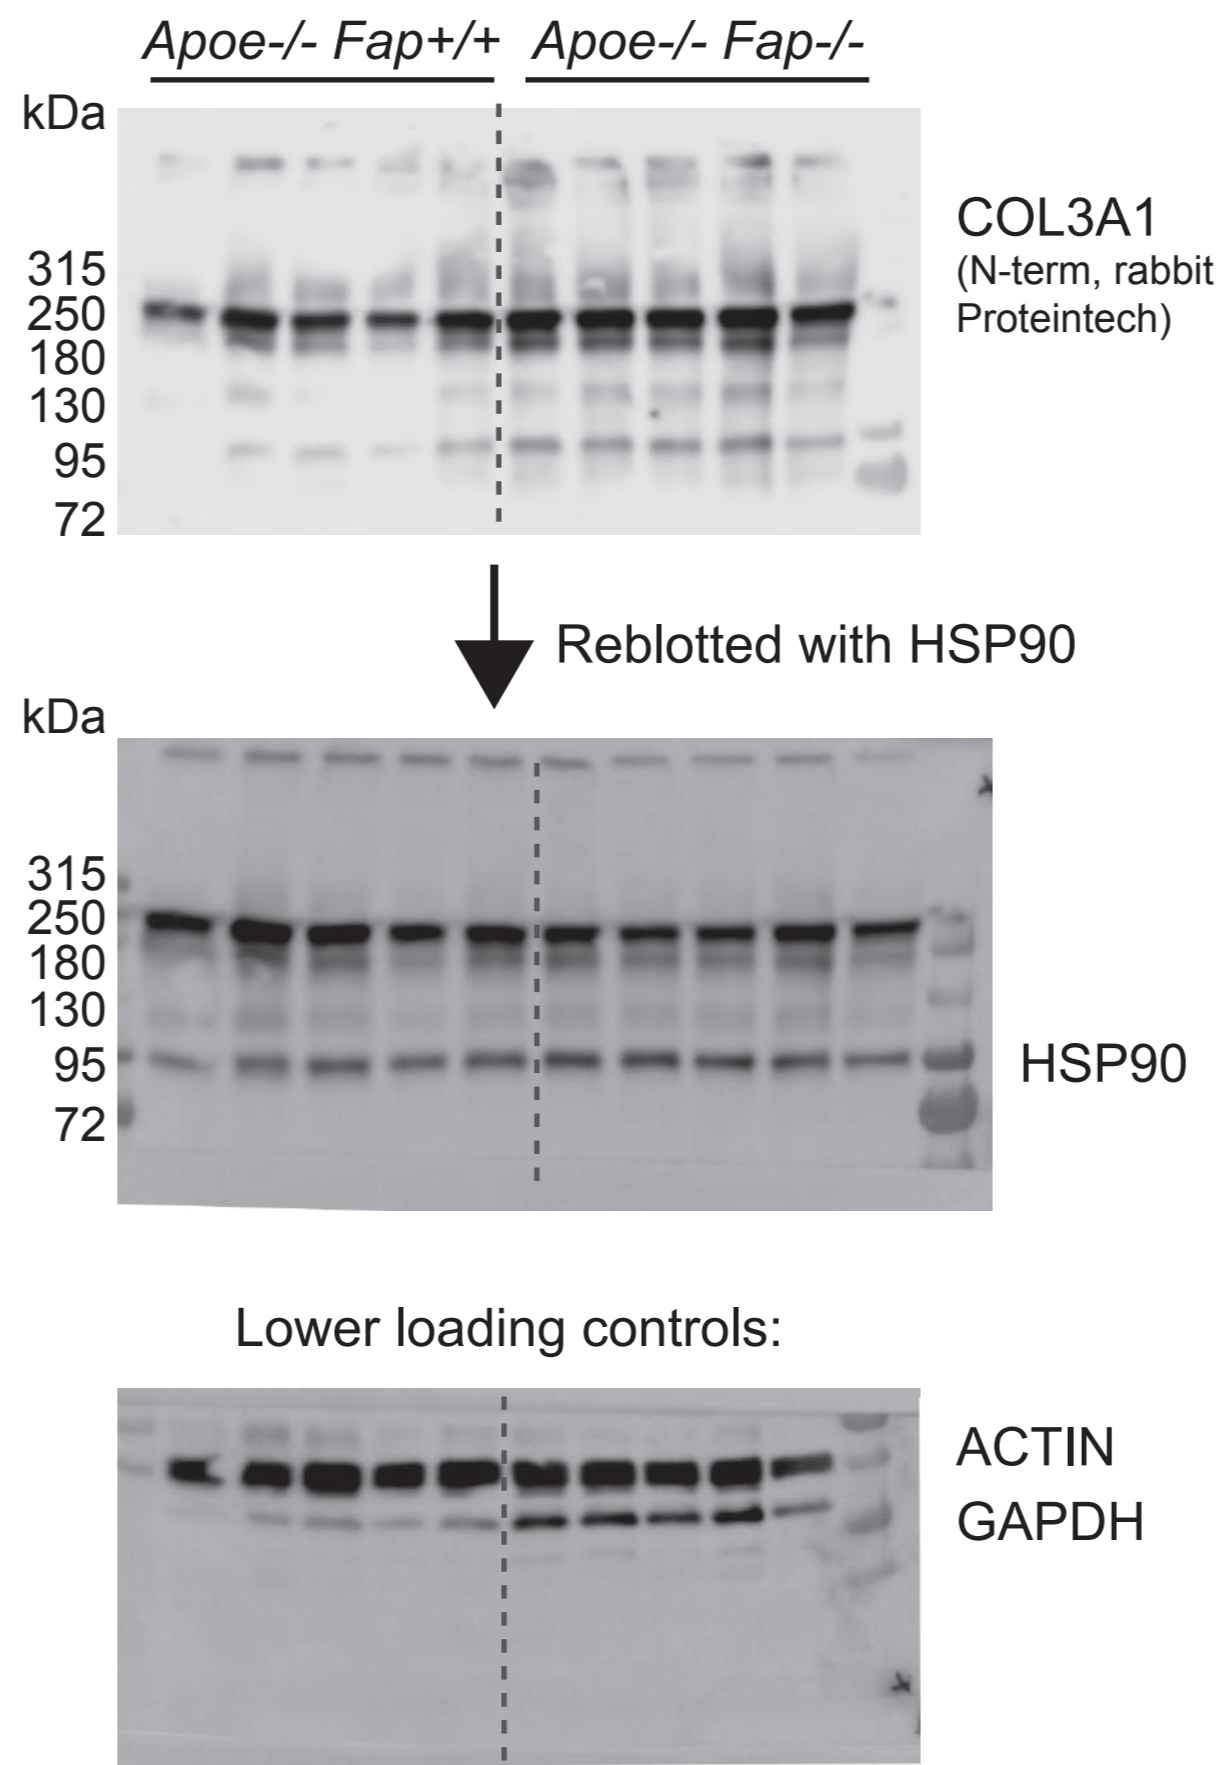 Apoe-/- Fap+/+ Apoe-/- Fap-/-
kDa
315
250
180
130
95
72
COL3A1
(N-term, rabbit
Proteintech)
Reblotted with HSP90
kDa
315
250
180
130
95
72
HSP90
Lower loading controls:
ACTIN
GAPDH